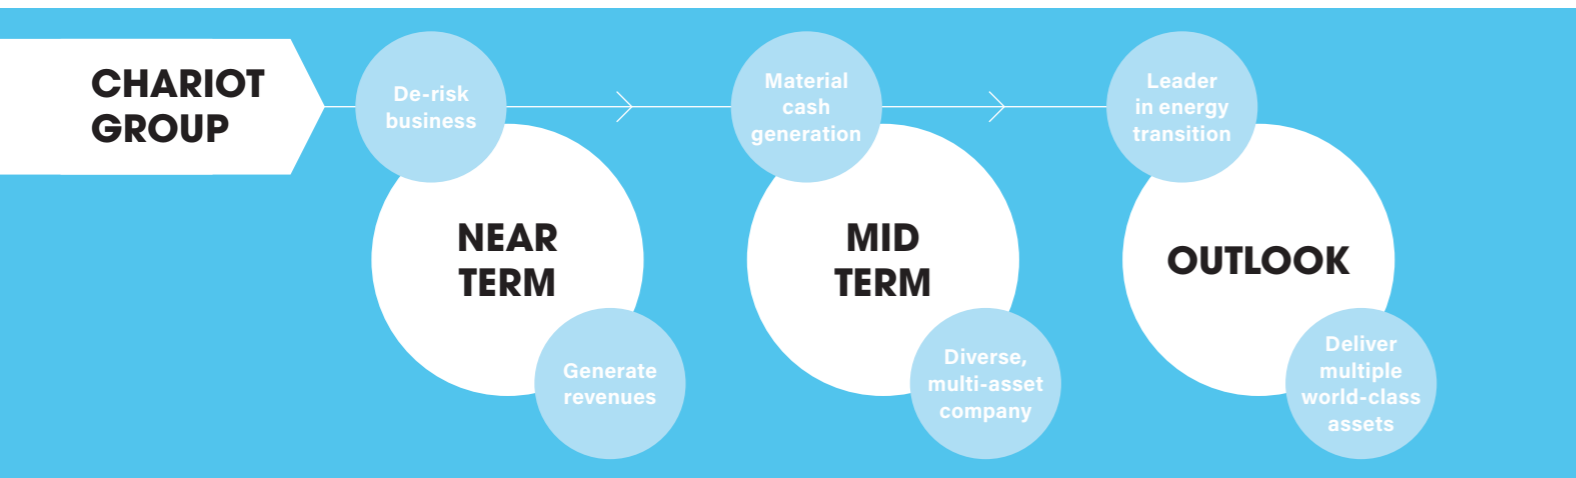 CHARIOT
GROUP
De-risk
business
NEAR
TERM
Generate
revenues
Material
cash
generation
MID
TERM
Diverse,
multi-asset
company
Leader
in energy
transition
OUTLOOK
Deliver
multiple
world-class
assets